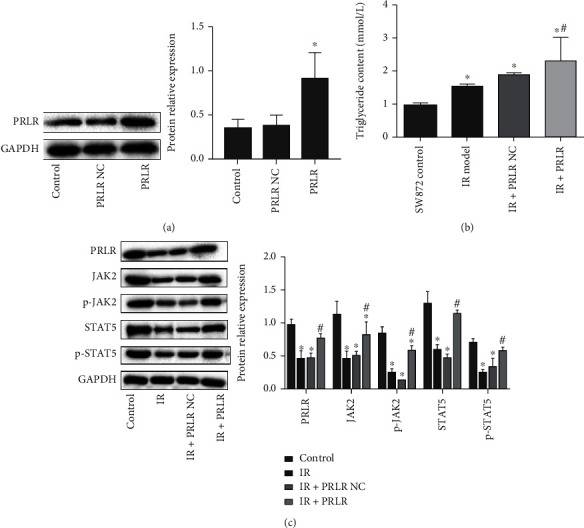 PRLR
GAPDH
Control
PRLR NC
PRLR
Protein relative expression
1.5
1.0
0.5
0.0
*
Control
PRLR NC
PRLR
(a)
Triglyceride content (mmol/L)
4
3
2
1
0
*
*
*#
SW872 control
IR model
IR + PRLR NC
IR + PRLR
(b)
PRLR
JAK2
p-JAK2
STAT5
p-STAT5
GAPDH
Control
IR
IR + PRLR NC
IR + PRLR
Protein relative expression
2.0
1.5
1.0
0.5
0.0
* * #
* * # *
* * # *
* * #
* * #
PRLR
JAK2
p-JAK2
STAT5
p-STAT5
Control
IR
IR + PRLR NC
IR + PRLR
(c)